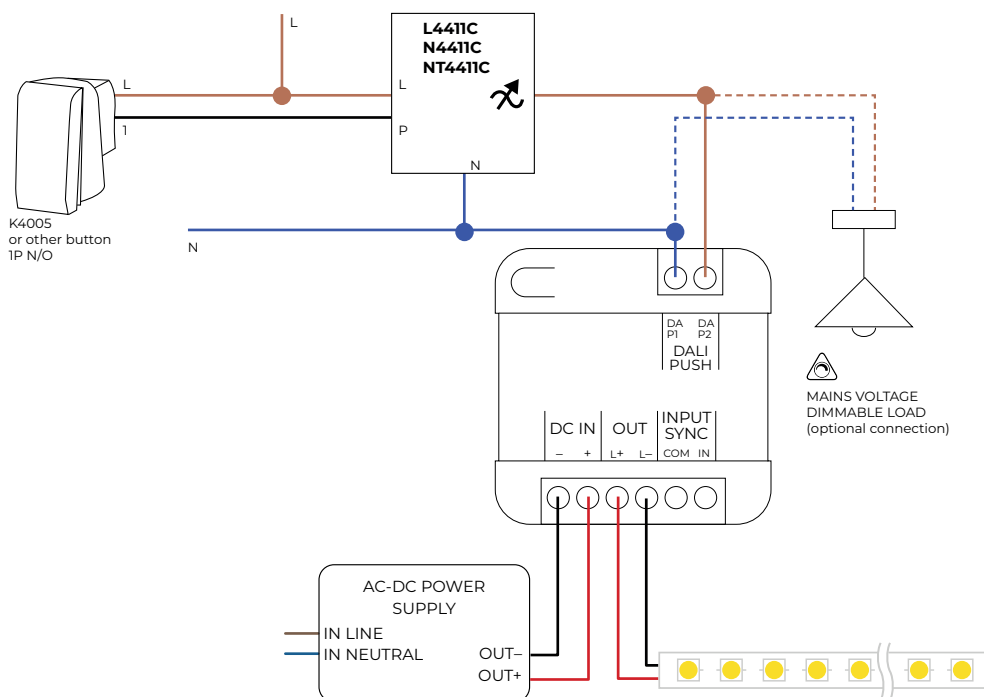 L
L4411C
N4411C
NT4411C
L
L
1
P
N
N
K4005
or other button
1P N/O
DA DA
P1 P2
DALI
PUSH
MAINS VOLTAGE
DIMMABLE LOAD
(optional connection)
DC IN
OUT
INPUT
SYNC
– +
L+ L–
COM IN
AC-DC POWER
SUPPLY
IN LINE
IN NEUTRAL
OUT–
OUT+